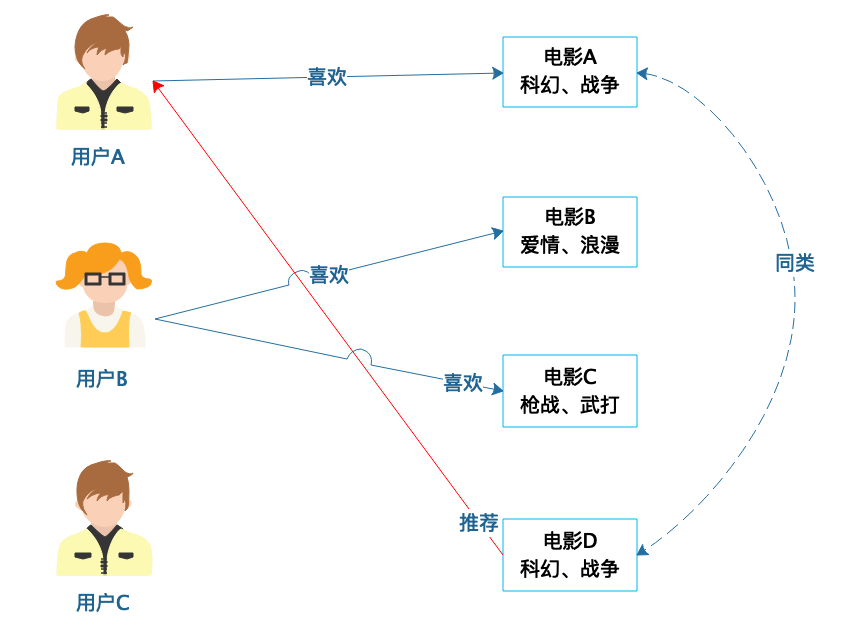 喜欢
电影A
科幻、战争
用户A
电影B
爱情、浪漫
喜欢
同类
用户B
喜欢
电影C
枪战、武打
推荐
电影D
科幻、战争
用户C